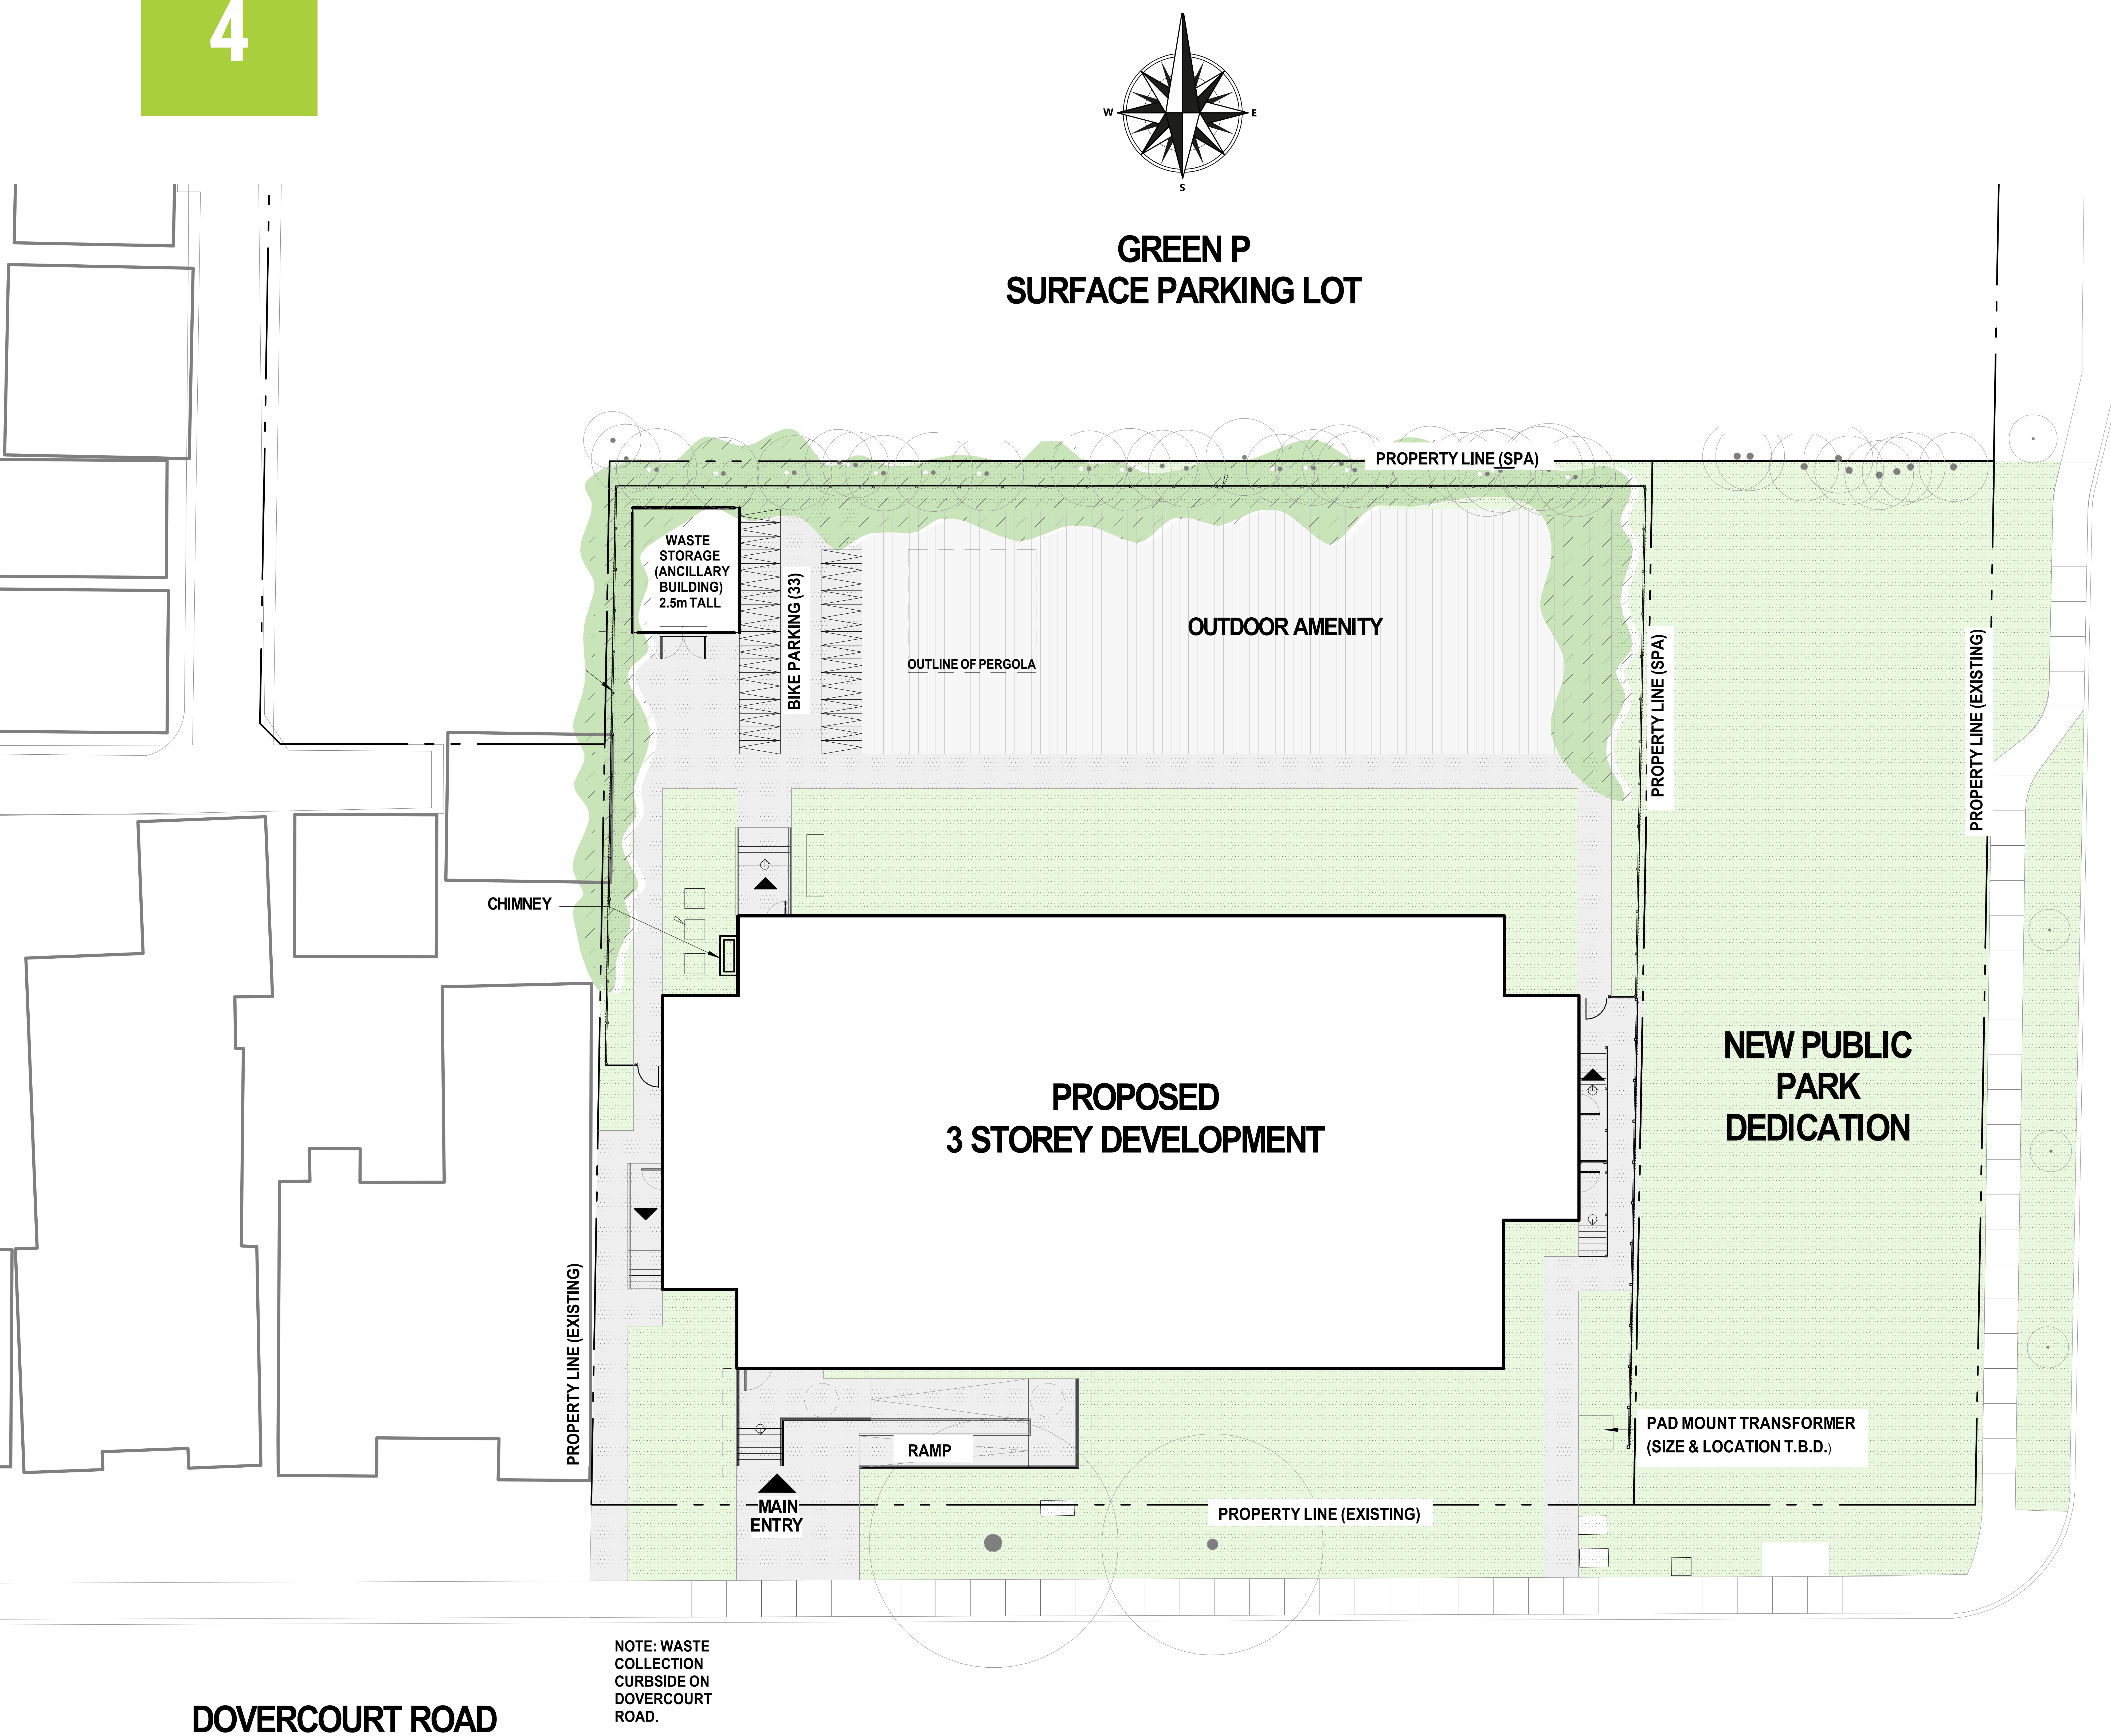 4
W
E
S
GREEN P
SURFACE PARKING LOT
PROPERTY LINE (SPA)
WASTE
STORAGE
(ANCILLARY
BUILDING)
2.5m TALL
BIKE PARKING (33)
OUTLINE OF PERGOLA
OUTDOOR AMENITY
PROPERTY LINE (SPA)
PROPERTY LINE (EXISTING)
CHIMNEY
PROPOSED
3 STOREY DEVELOPMENT
NEW PUBLIC
PARK
DEDICATION
PROPERTY LINE (EXISTING)
RAMP
PAD MOUNT TRANSFORMER
(SIZE & LOCATION T.B.D.)
MAIN
ENTRY
PROPERTY LINE (EXISTING)
NOTE: WASTE
COLLECTION
CURBSIDE ON
DOVERCOURT
ROAD.
DOVERCOURT ROAD